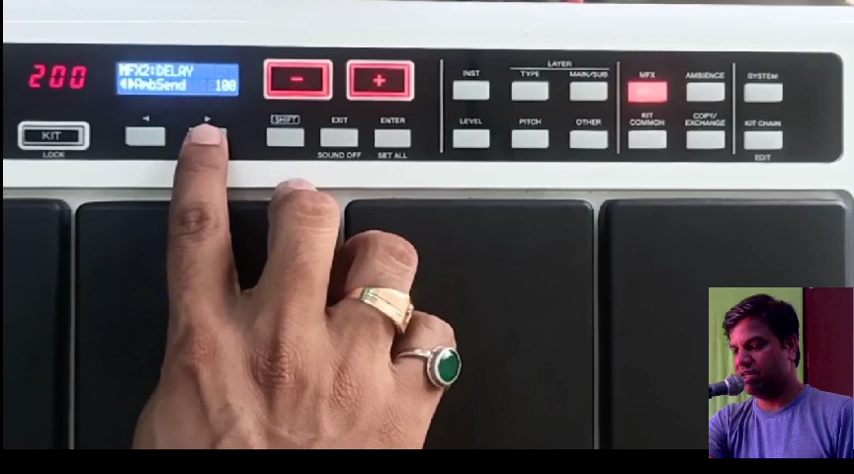 200
MFX2:DELAY
AmbSend 100
-
+
KIT
LOCK
SHIFT
EXIT
ENTER
SOUND OFF
SET ALL
LAYER
INST
TYPE
MAIN/SUB
MFX
AMBIENCE
SYSTEM
LEVEL
PITCH
OTHER
KIT
COMMON
COPY/
EXCHANGE
KIT CHAIN
EDIT